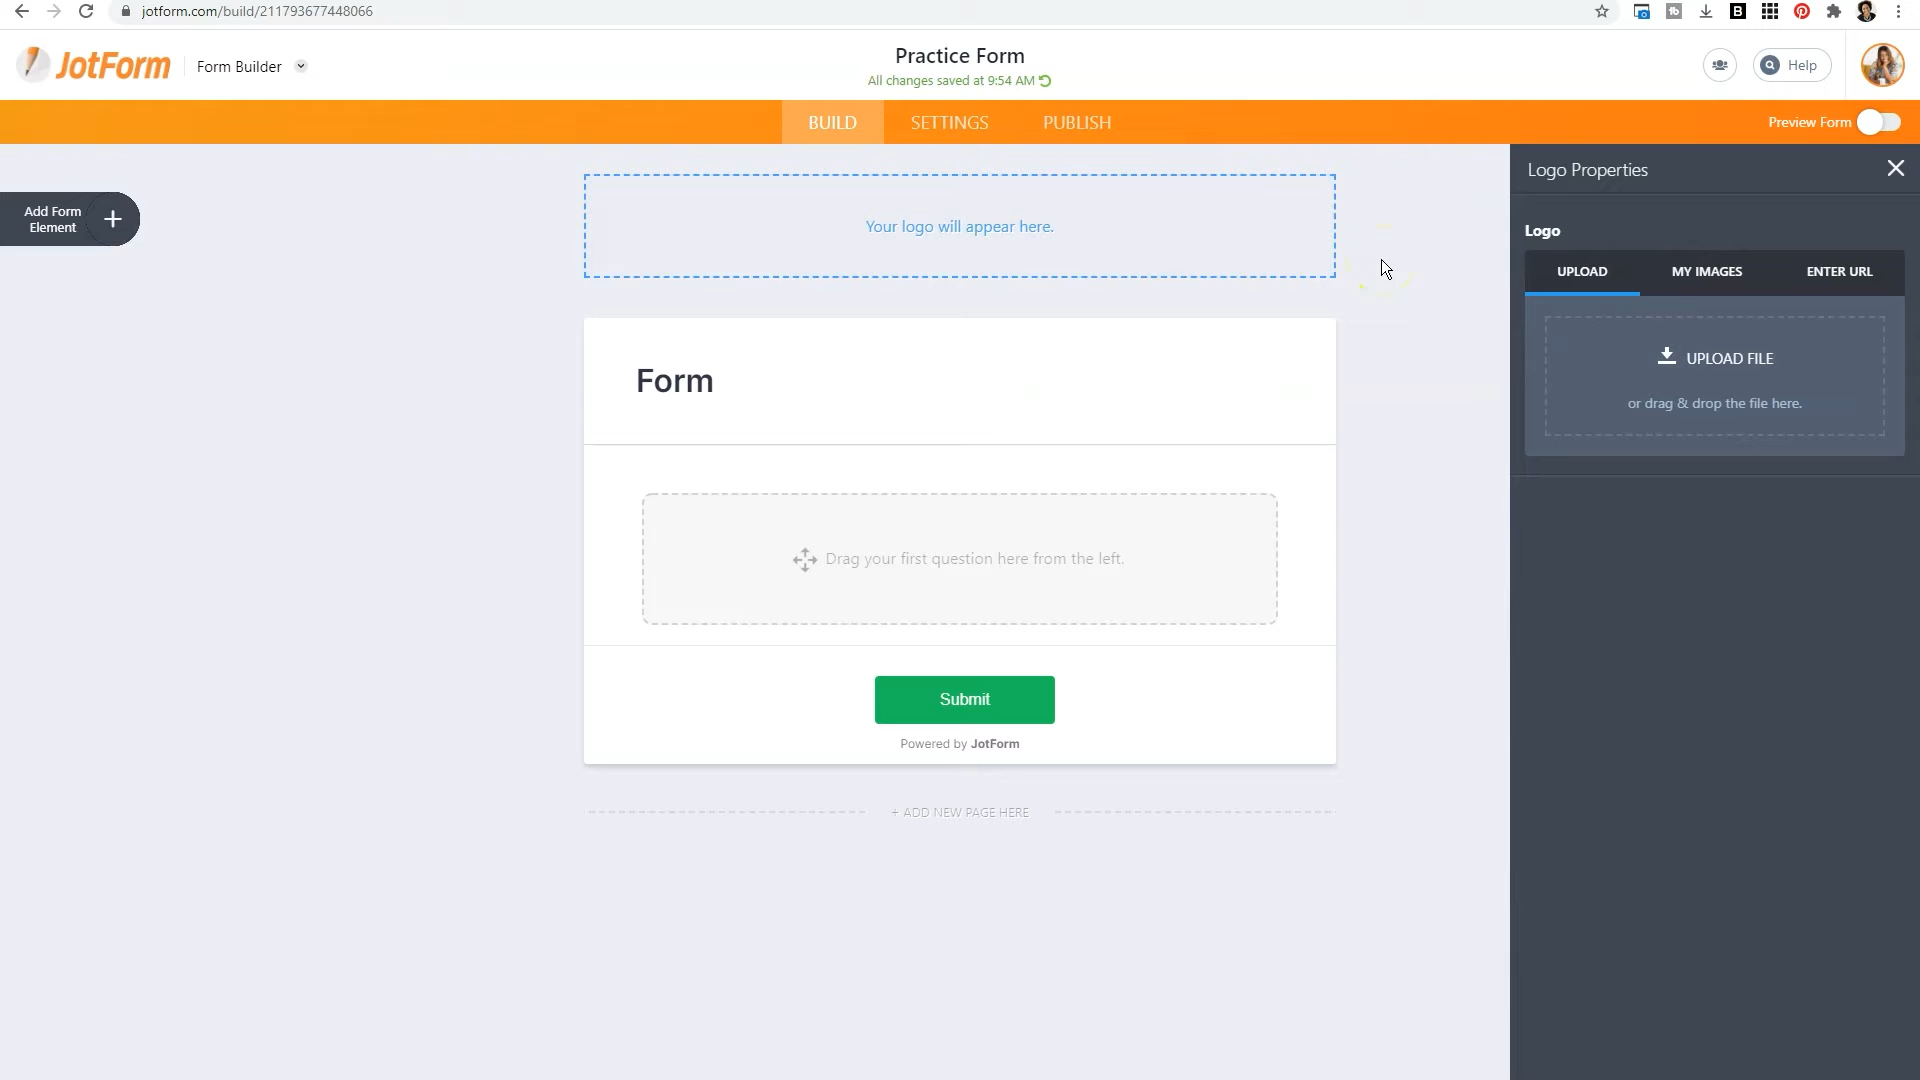 jotform.com/build/211793677448066
JotForm
Form Builder
Practice Form
All changes saved at 9:54 AM
Help
BUILD
SETTINGS
PUBLISH
Preview Form
Add Form
Element
Your logo will appear here.
Form
Drag your first question here from the left.
Submit
Powered by JotForm
+ ADD NEW PAGE HERE
Logo Properties
Logo
UPLOAD
MY IMAGES
ENTER URL
UPLOAD FILE
or drag & drop the file here.